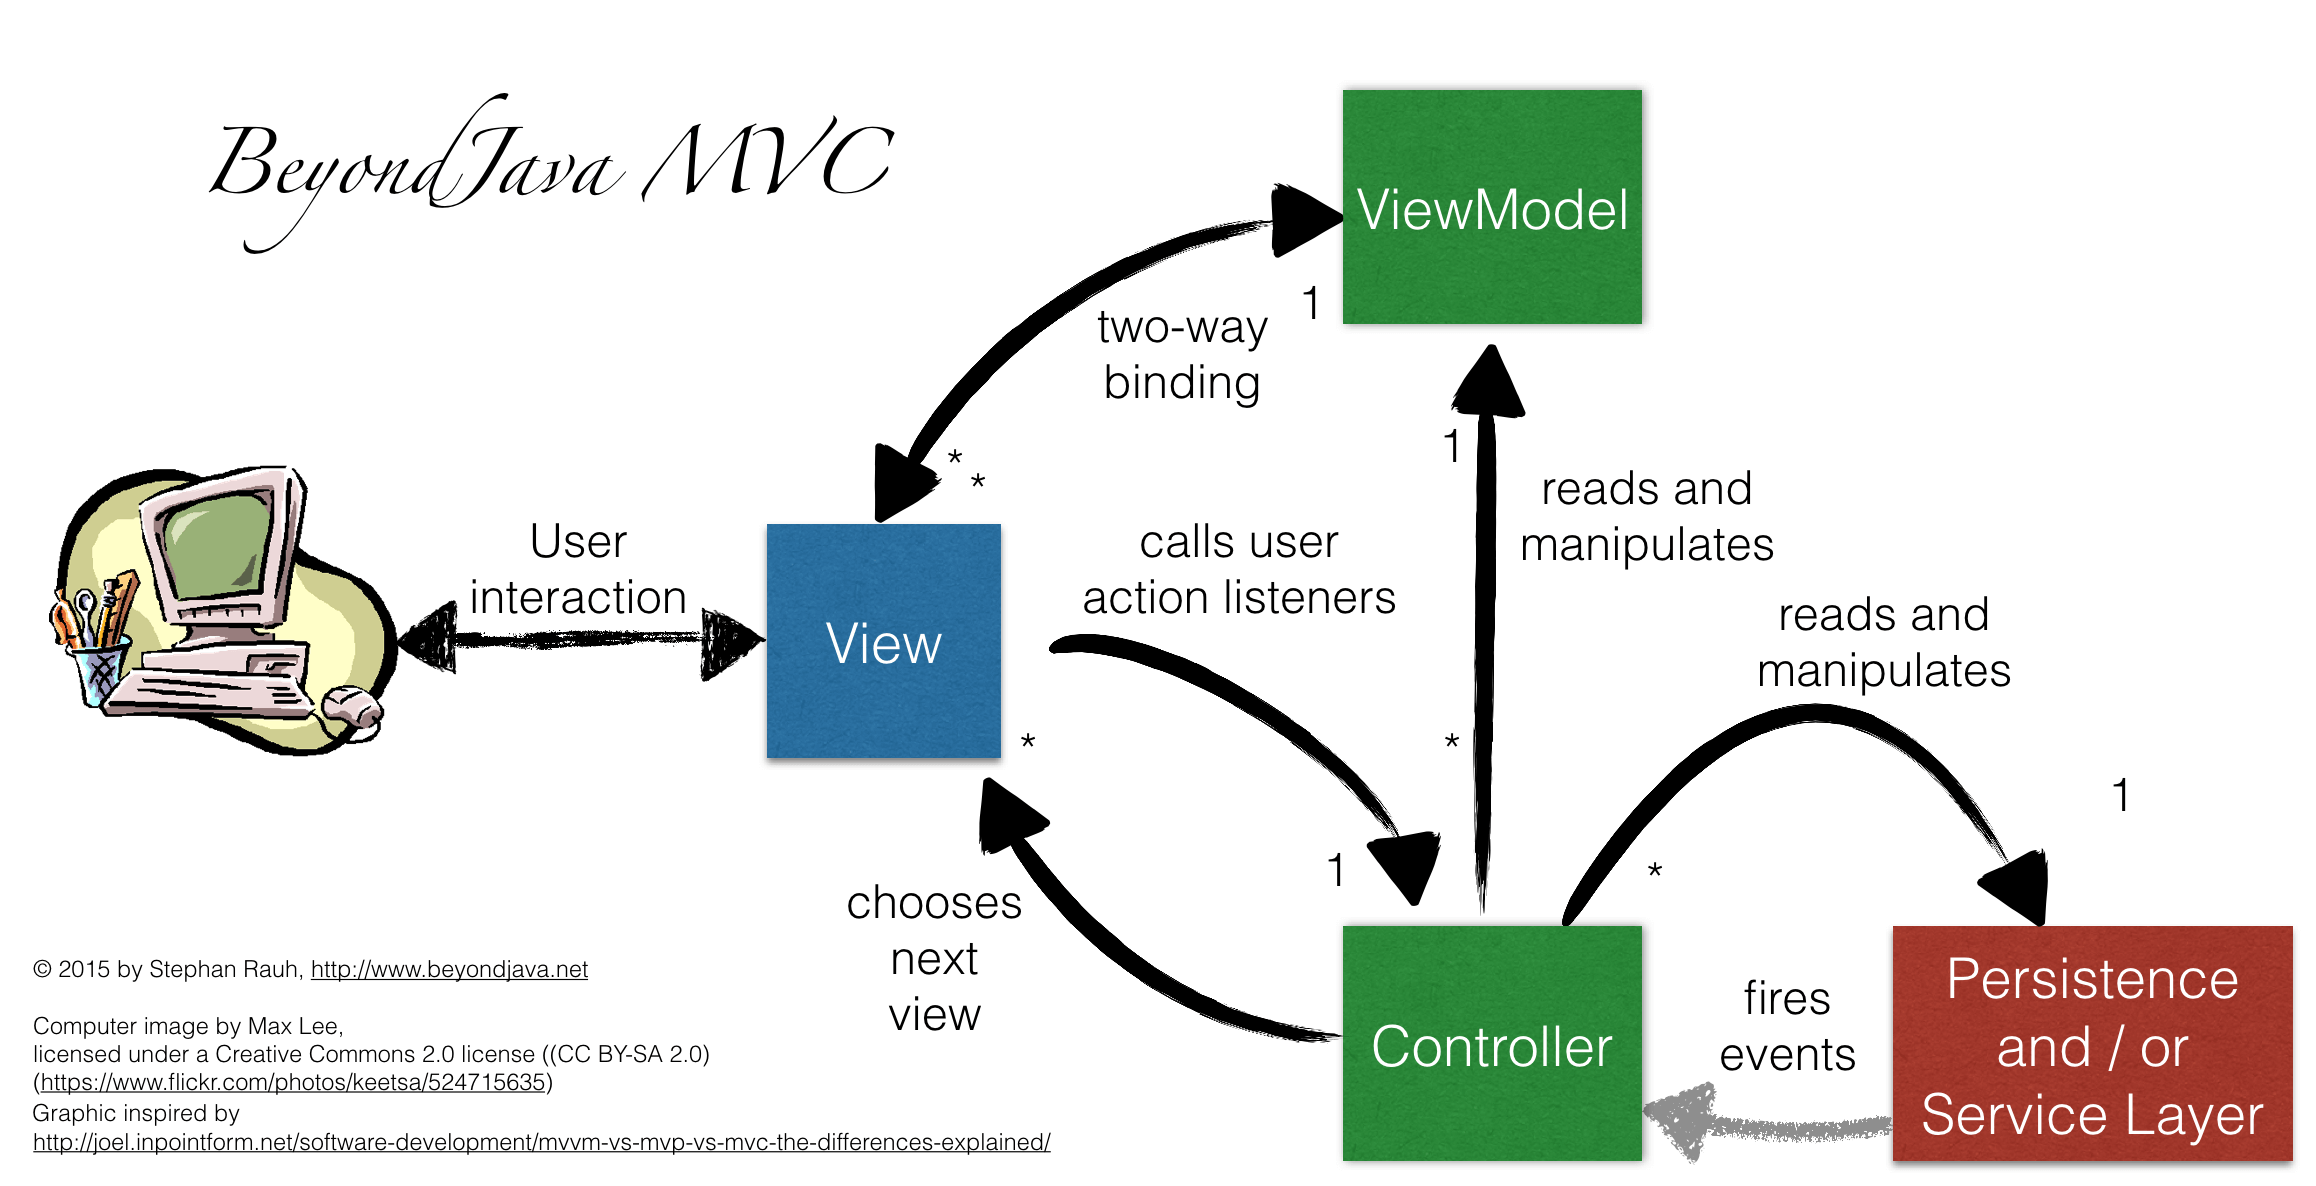 BeyondJava MVC
ViewModel
1
two-way
binding
*
*
1
reads and
manipulates
User
interaction
View
calls user
action listeners
*
*
reads and
manipulates
1
1
*
chooses
next
view
Controller
fires
events
Persistence
and / or
Service Layer
© 2015 by Stephan Rauh, http://www.beyondjava.net
Computer image by Max Lee,
licensed under a Creative Commons 2.0 license ((CC BY-SA 2.0)
(https://www.flickr.com/photos/keetsa/524715635)
Graphic inspired by
http://joel.inpointform.net/software-development/mvvm-vs-mvp-vs-mvc-the-differences-explained/